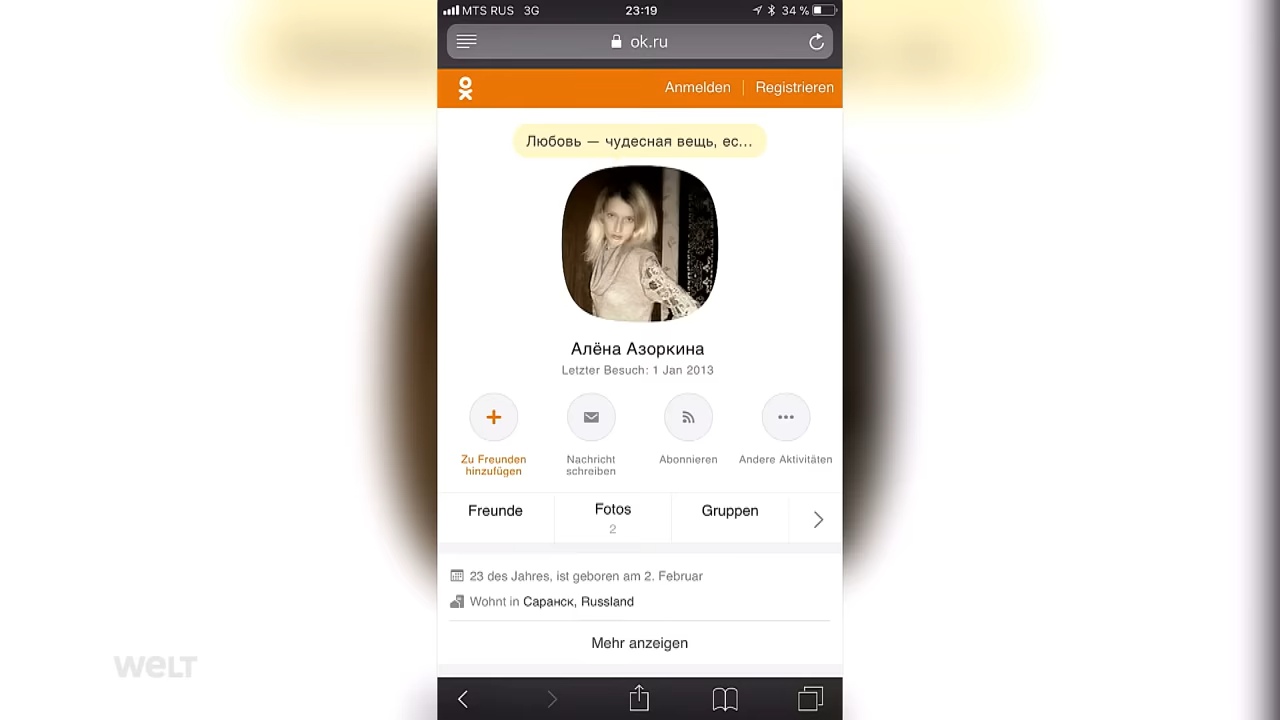 MTS RUS 3G 23:19 34 %
ok.ru
Anmelden | Registrieren
Любовь — чудесная вещь, ес...
Алёна Азоркина
Letzter Besuch: 1 Jan 2013
Zu Freunden hinzufügen
Nachricht schreiben
Abonnieren
Andere Aktivitäten
Freunde
Fotos
2
Gruppen
23 des Jahres, ist geboren am 2. Februar
Wohnt in Саранск, Russland
Mehr anzeigen
WELT